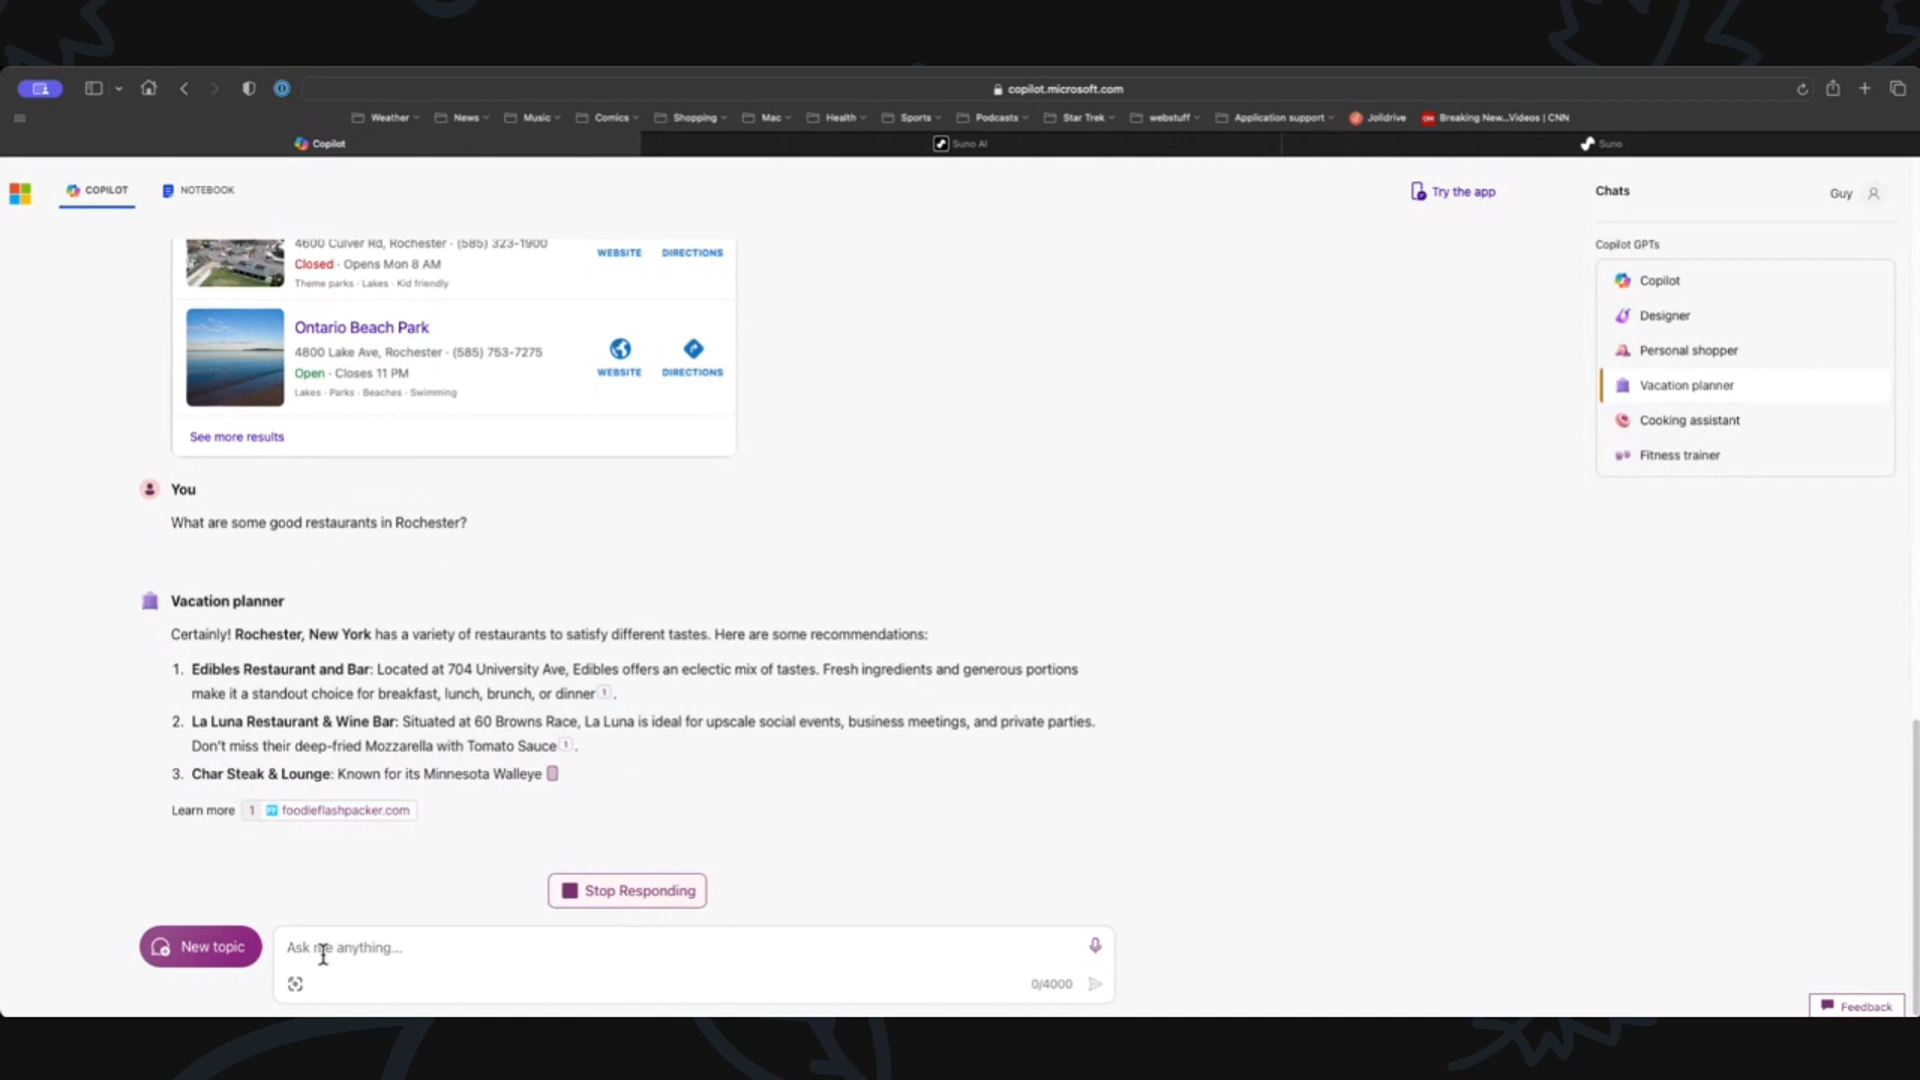 copilot.microsoft.com
Weather
News
Music
Comics
Shopping
Mac
Health
Sports
Podcasts
Star Trek
webstuff
Application support
Jolidrive
Breaking New...Videos | CNN
Copilot
Suno AI
Suno
COPILOT
NOTEBOOK
Try the app
Chats
Guy
Copilot GPTs
Copilot
Designer
Personal shopper
Vacation planner
Cooking assistant
Fitness trainer
4600 Culver Rd, Rochester · (585) 323-1900
Closed · Opens Mon 8 AM
Theme parks · Lakes · Kid friendly
WEBSITE
DIRECTIONS
Ontario Beach Park
4800 Lake Ave, Rochester · (585) 753-7275
Open · Closes 11 PM
Lakes · Parks · Beaches · Swimming
WEBSITE
DIRECTIONS
See more results
You
What are some good restaurants in Rochester?
Vacation planner
Certainly! Rochester, New York has a variety of restaurants to satisfy different tastes. Here are some recommendations:
1. Edibles Restaurant and Bar: Located at 704 University Ave, Edibles offers an eclectic mix of tastes. Fresh ingredients and generous portions
make it a standout choice for breakfast, lunch, brunch, or dinner 1 .
2. La Luna Restaurant & Wine Bar: Situated at 60 Browns Race, La Luna is ideal for upscale social events, business meetings, and private parties.
Don't miss their deep-fried Mozzarella with Tomato Sauce 1 .
3. Char Steak & Lounge: Known for its Minnesota Walleye
Learn more 1 foodieflashpacker.com
Stop Responding
New topic
Ask me anything...
0/4000
Feedback